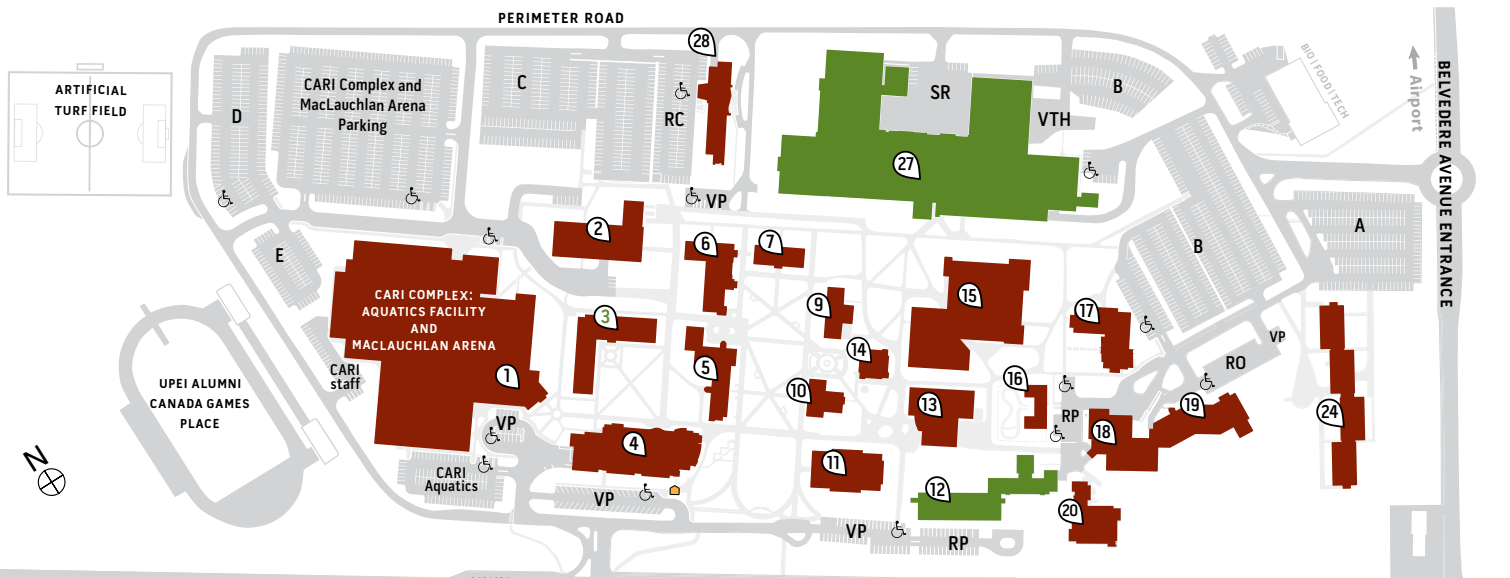 PERIMETER ROAD
28
ARTIFICIAL
TURF FIELD
D
CARI Complex and
MacLauchlan Arena
Parking
C
RC
SR
VTH
B
BIO | FOOD | TECH
Airport
BELVEDERE AVENUE ENTRANCE
27
VP
2
6
7
E
B
A
CARI COMPLEX:
AQUATICS FACILITY
AND
MACLAUCHLAN ARENA
3
9
15
17
VP
14
RO
5
1
CARI
staff
10
16
13
19
24
UPEI ALUMNI
CANADA GAMES
PLACE
VP
RP
18
4
11
N
CARI
Aquatics
12
VP
20
VP
RP